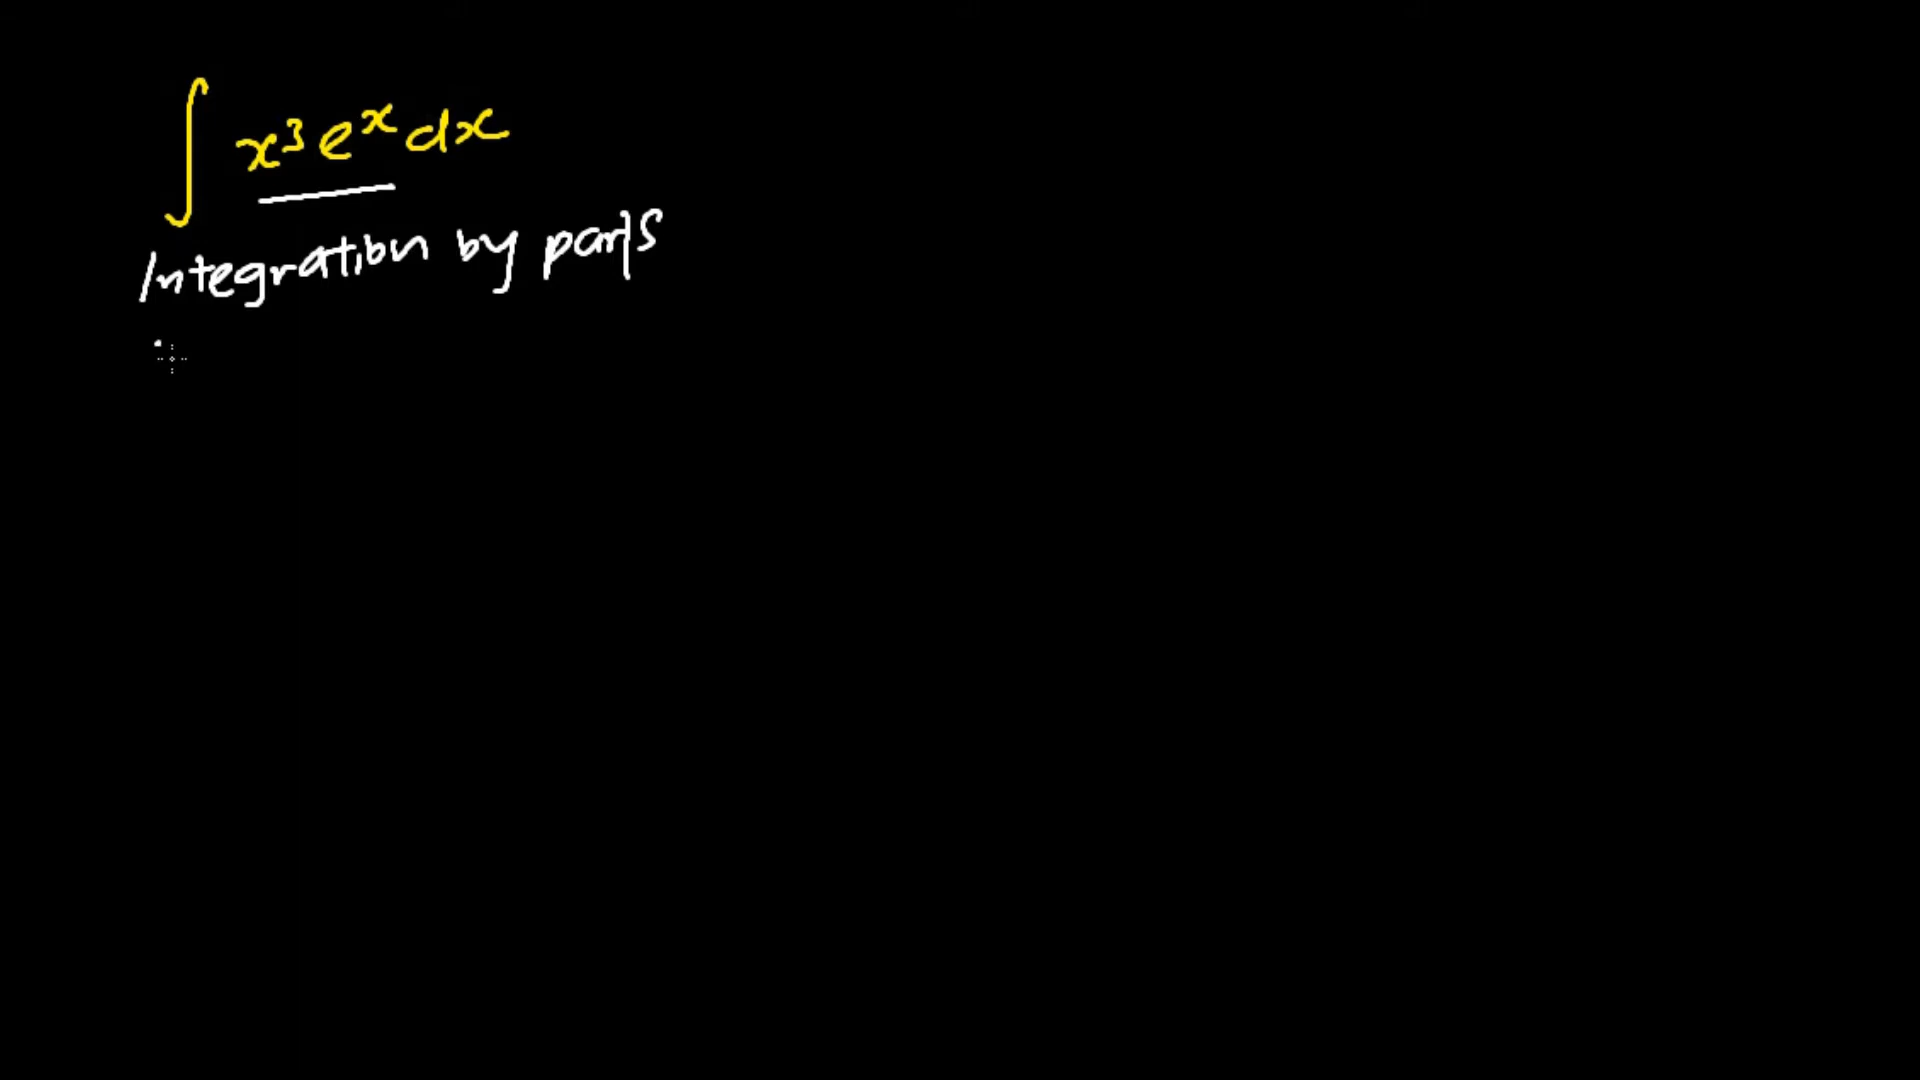 ∫ x³eˣdx
Integration by parts